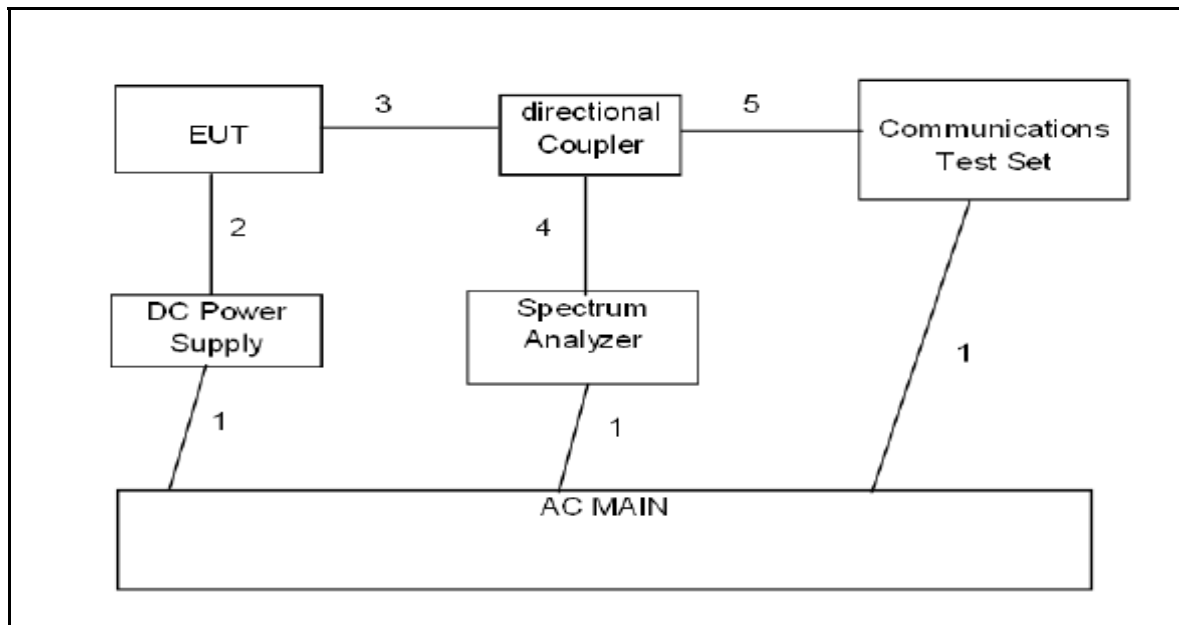 EUT
3
directional
Coupler
5
Communications
Test Set
2
4
DC Power
Supply
Spectrum
Analyzer
1
1
1
AC MAIN